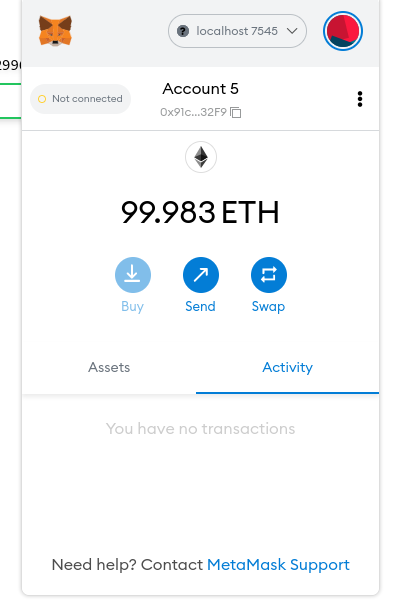 localhost 7545
299
Not connected
Account 5
0x91c...32F9
99.983 ETH
Buy
Send
Swap
Assets
Activity
You have no transactions
Need help? Contact MetaMask Support